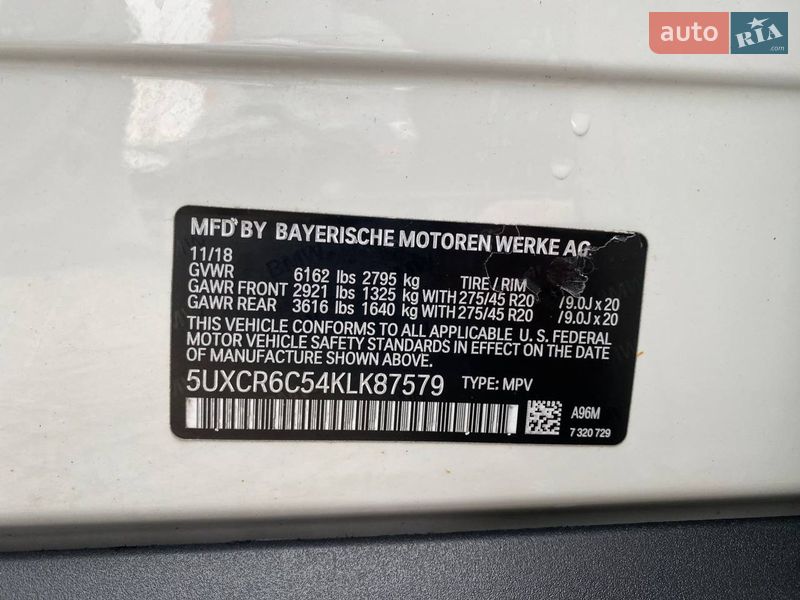 auto RIA .com
MFD BY BAYERISCHE MOTOREN WERKE AG
11/18
GVWR 6162 lbs 2795 kg TIRE / RIM
GAWR FRONT 2921 lbs 1325 kg WITH 275/45 R20 /9.0J x 20
GAWR REAR 3616 lbs 1640 kg WITH 275/45 R20 /9.0J x 20
THIS VEHICLE CONFORMS TO ALL APPLICABLE U. S. FEDERAL
MOTOR VEHICLE SAFETY STANDARDS IN EFFECT ON THE DATE
OF MANUFACTURE SHOWN ABOVE.
5UXCR6C54KLK87579 TYPE: MPV
A96M
7 320 729